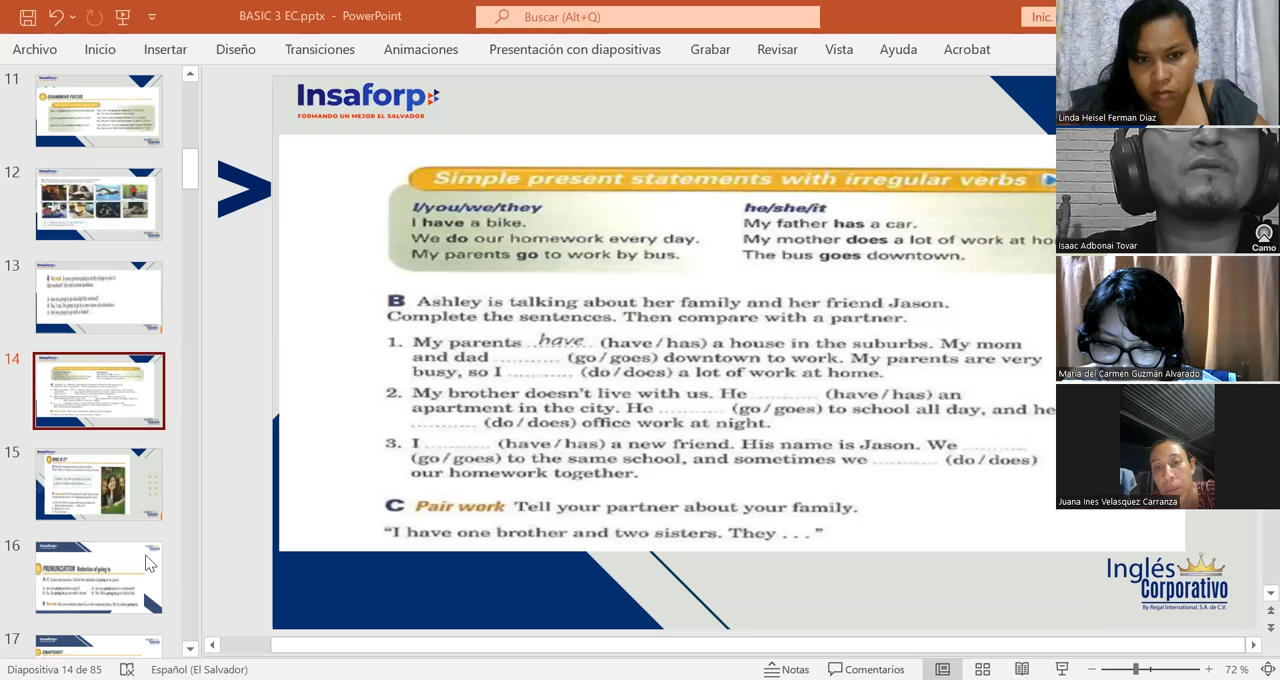 BASIC 3 EC.pptx - PowerPoint
Buscar (Alt+Q)
Inic.
Archivo Inicio Insertar Diseño Transiciones Animaciones Presentación con diapositivas Grabar Revisar Vista Ayuda Acrobat
11
GRAMMAR FOCUS
12
13
14
15
WHO IS IT?
16
PRONUNCIATION Reduction of going to
17
SNAPSHOT
Insaforp
FORMANDO UN MEJOR EL SALVADOR
Simple present statements with irregular verbs
I/you/we/they he/she/it
I have a bike. My father has a car.
We do our homework every day. My mother does a lot of work at ho
My parents go to work by bus. The bus goes downtown.
B Ashley is talking about her family and her friend Jason.
Complete the sentences. Then compare with a partner.
1. My parents ..have.. (have / has) a house in the suburbs. My mom
and dad .......... (go / goes) downtown to work. My parents are very
busy, so I .......... (do / does) a lot of work at home.
2. My brother doesn't live with us. He .......... (have / has) an
apartment in the city. He .......... (go / goes) to school all day, and he
.......... (do / does) office work at night.
3. I .......... (have / has) a new friend. His name is Jason. We ..........
(go / goes) to the same school, and sometimes we .......... (do / does)
our homework together.
C Pair work Tell your partner about your family.
"I have one brother and two sisters. They . . . "
Inglés
Corporativo
By Regal International, S.A. de C.V.
Linda Heisel Ferman Diaz
Isaac Adbonai Tovar
Camo
Maria del Carmen Guzmán Alvarado
Juana Ines Velasquez Carranza
Diapositiva 14 de 85 Español (El Salvador) Notas Comentarios 72 %